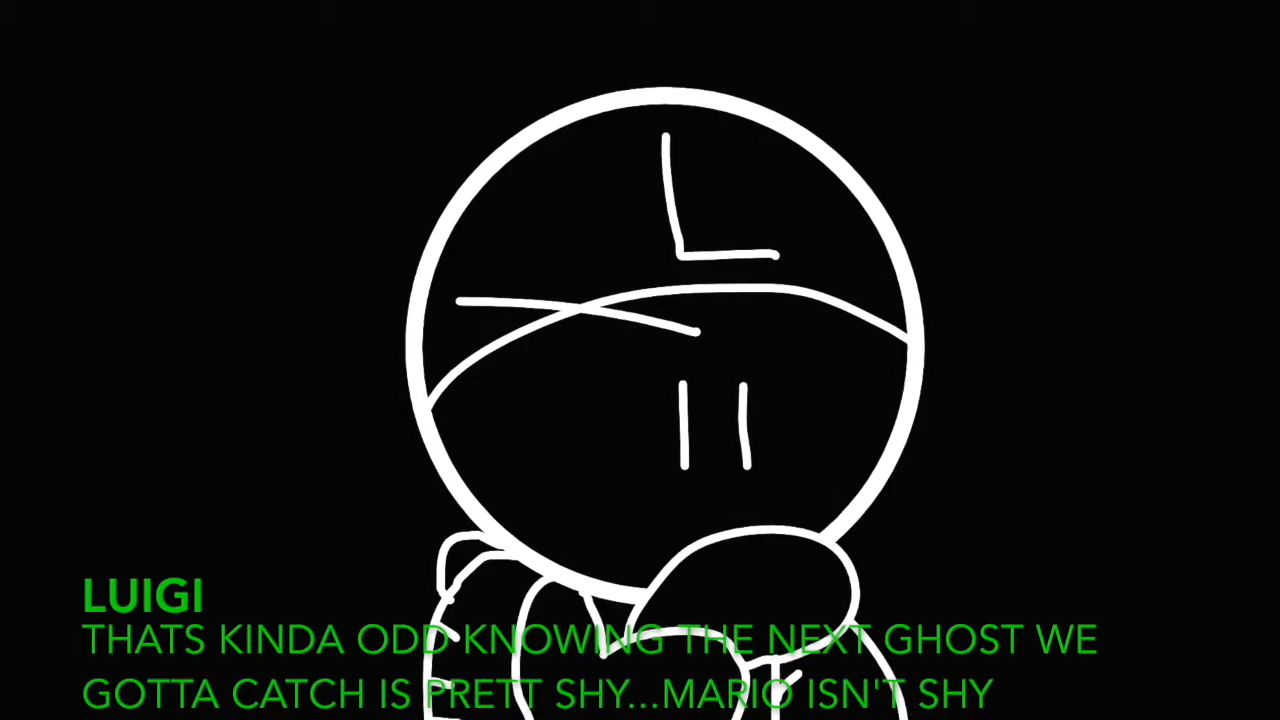 L
LUIGI
THATS KINDA ODD KNOWING THE NEXT GHOST WE
GOTTA CATCH IS PRETT SHY...MARIO ISN'T SHY